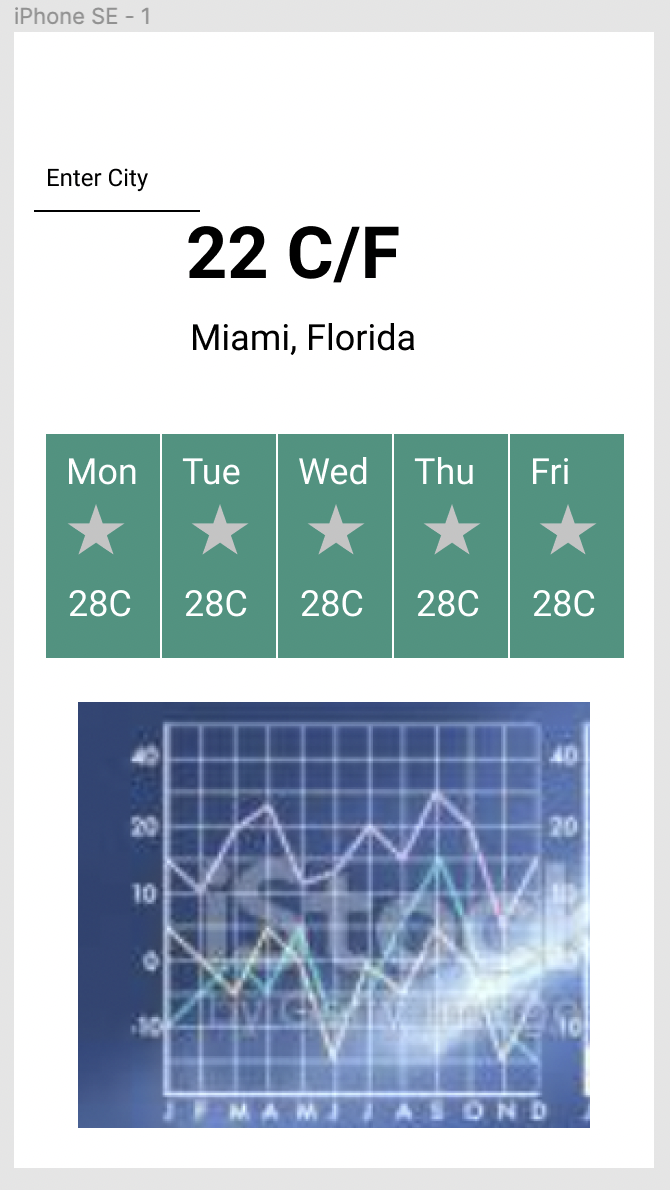 iPhone SE - 1
Enter City
22 C/F
Miami, Florida
Mon Tue Wed Thu Fri
28C 28C 28C 28C 28C
40 40
20 20
10 10
0
-10 10
iStock
by Getty Images
J F M A M J J A S O N D J